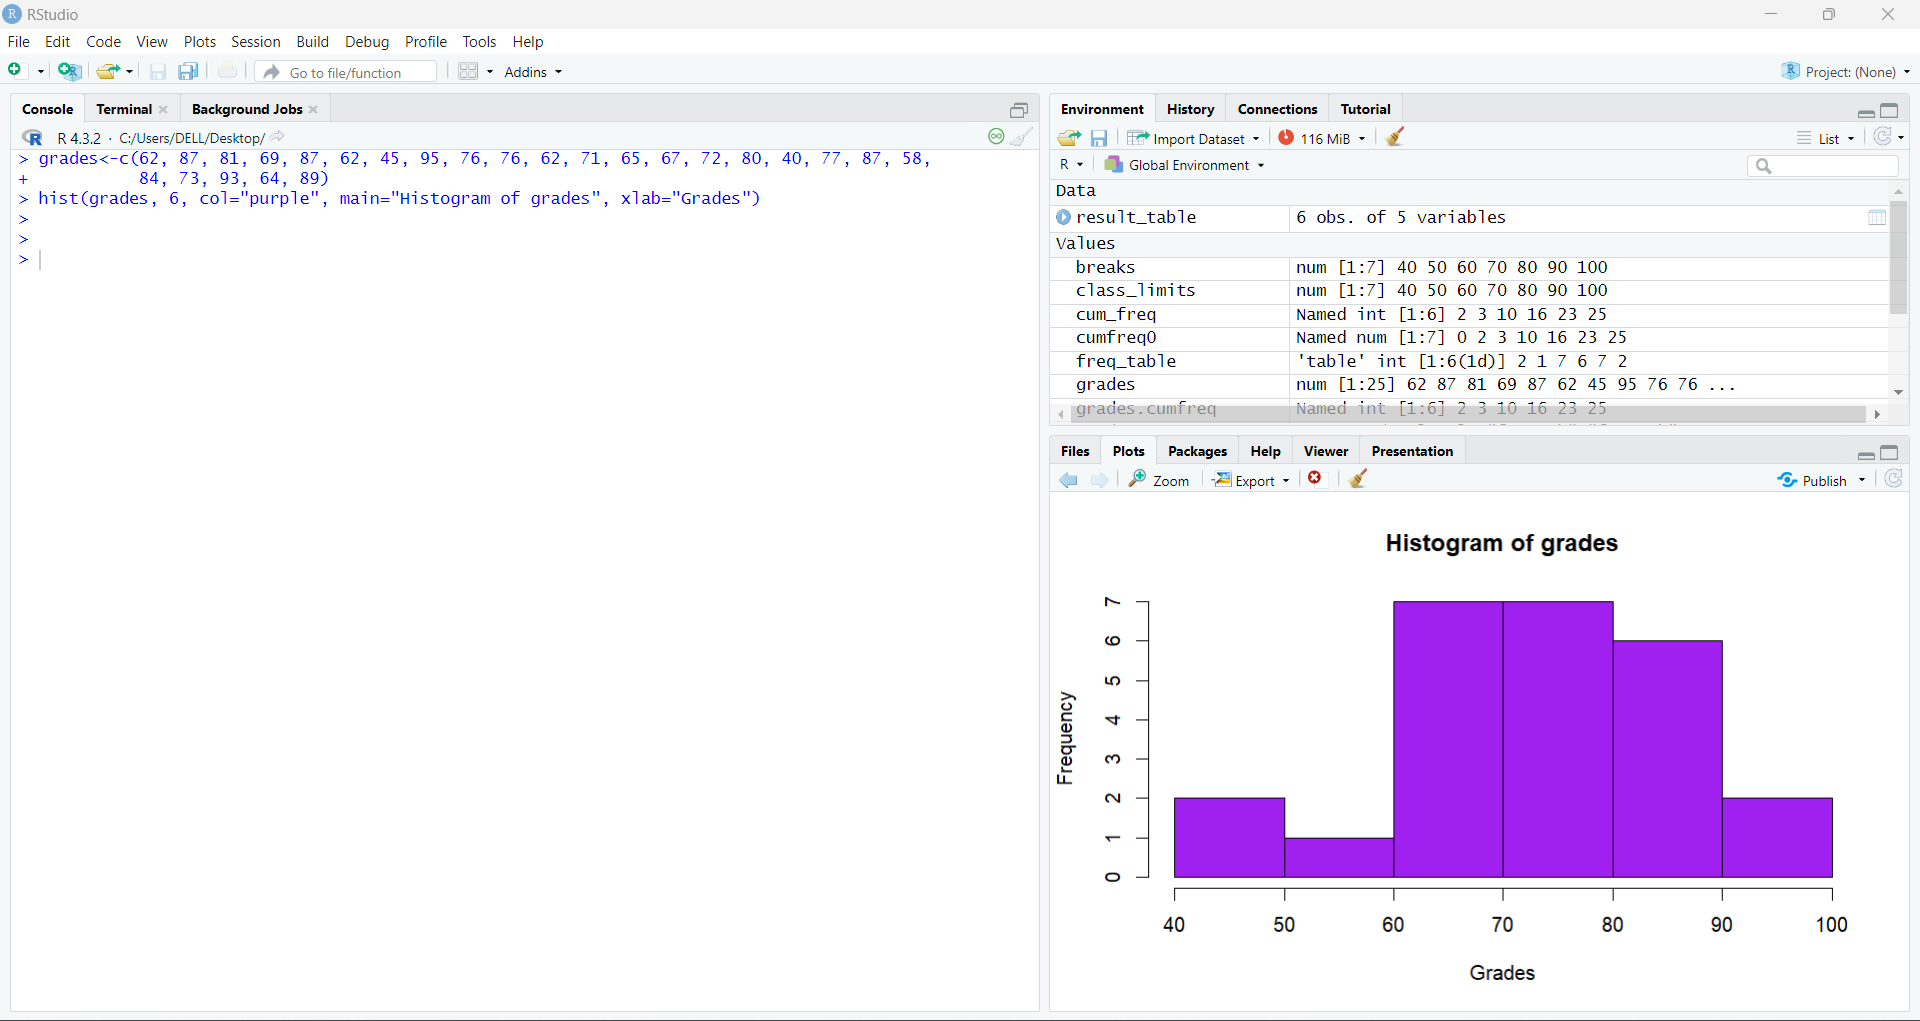 RStudio
File Edit Code View Plots Session Build Debug Profile Tools Help
Go to file/function Addins Project: (None)
Console Terminal Background Jobs
R 4.3.2 · C:/Users/DELL/Desktop/
> grades<-c(62, 87, 81, 69, 87, 62, 45, 95, 76, 76, 62, 71, 65, 67, 72, 80, 40, 77, 87, 58,
+ 84, 73, 93, 64, 89)
> hist(grades, 6, col="purple", main="Histogram of grades", xlab="Grades")
>
>
>
Environment History Connections Tutorial
Import Dataset 116 MiB List
R Global Environment
Data
result_table 6 obs. of 5 variables
Values
breaks num [1:7] 40 50 60 70 80 90 100
class_limits num [1:7] 40 50 60 70 80 90 100
cum_freq Named int [1:6] 2 3 10 16 23 25
cumfreq0 Named num [1:7] 0 2 3 10 16 23 25
freq_table 'table' int [1:6(1d)] 2 1 7 6 7 2
grades num [1:25] 62 87 81 69 87 62 45 95 76 76 ...
grades.cumfreq Named int [1:6] 2 3 10 16 23 25
Files Plots Packages Help Viewer Presentation
Zoom Export Publish
Histogram of grades
Frequency
7
6
5
4
3
2
1
0
40 50 60 70 80 90 100
Grades